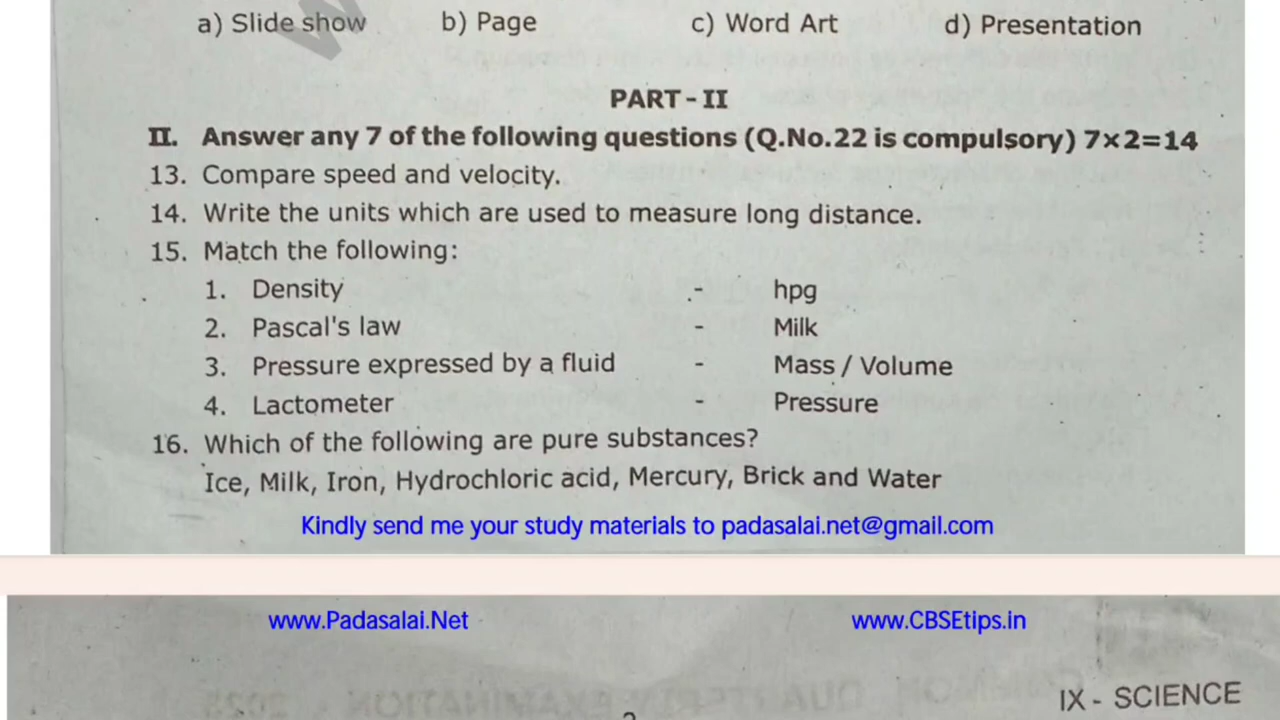 a) Slide show b) Page c) Word Art d) Presentation
PART - II
II. Answer any 7 of the following questions (Q.No.22 is compulsory) 7×2=14
13. Compare speed and velocity.
14. Write the units which are used to measure long distance.
15. Match the following:
1. Density - hpg
2. Pascal's law - Milk
3. Pressure expressed by a fluid - Mass / Volume
4. Lactometer - Pressure
16. Which of the following are pure substances?
Ice, Milk, Iron, Hydrochloric acid, Mercury, Brick and Water
Kindly send me your study materials to padasalai.net@gmail.com
www.Padasalai.Net www.CBSEtips.in
IX - SCIENCE